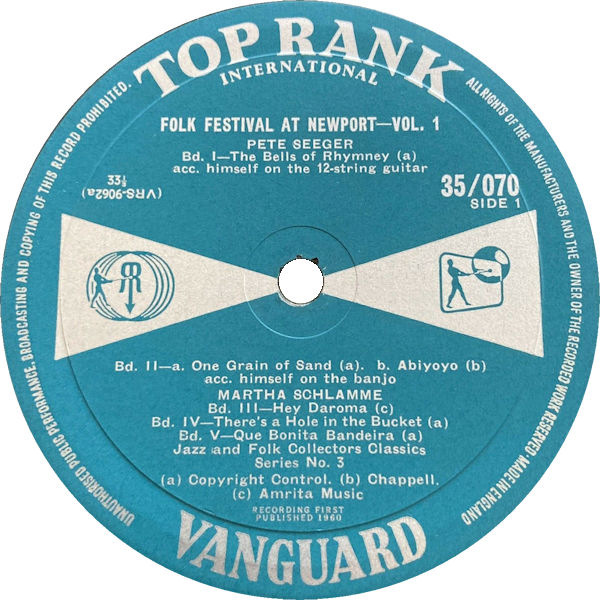 TOP RANK
INTERNATIONAL
FOLK FESTIVAL AT NEWPORT—VOL. 1
PETE SEEGER
Bd. I—The Bells of Rhymney (a)
acc. himself on the 12-string guitar
(VRS-9062a)
33⅓
35/070
SIDE 1
Bd. II—a. One Grain of Sand (a). b. Abiyoyo (b)
acc. himself on the banjo
MARTHA SCHLAMME
Bd. III—Hey Daroma (c)
Bd. IV—There's a Hole in the Bucket (a)
Bd. V—Que Bonita Bandeira (a)
Jazz and Folk Collectors Classics
Series No. 3
(a) Copyright Control. (b) Chappell.
(c) Amrita Music
RECORDING FIRST
PUBLISHED 1960
VANGUARD
UNAUTHORISED PUBLIC PERFORMANCE, BROADCASTING AND COPYING OF THIS RECORD PROHIBITED.
ALL RIGHTS OF THE MANUFACTURERS AND THE OWNER OF THE RECORDED WORK RESERVED-MADE IN ENGLAND